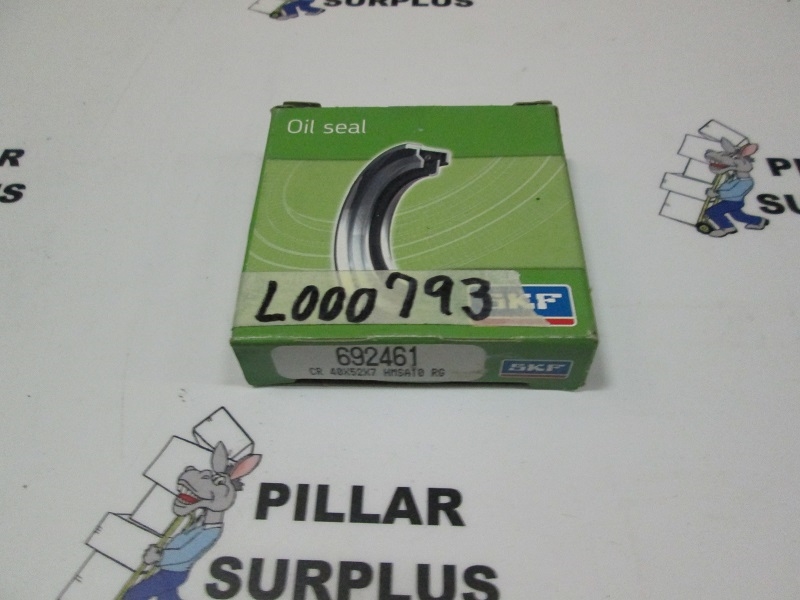 SURPLUS
Oil seal
L000793
SKF
692461
CR 40X52X7 HMSA10 RG
SKF
PILLAR
SURPLUS